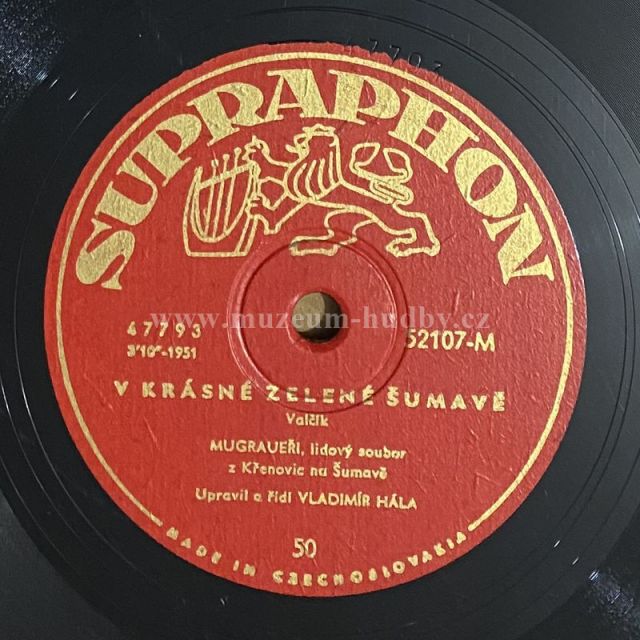 47793
SUPRAPHON
www.muzeum-hudby.cz
47793
3'10"-1951
52107-M
V KRÁSNÉ ZELENÉ ŠUMAVĚ
Valčík
MUGRAUEŘI, lidový soubor
z Křenovic na Šumavě
Upravil a řídí VLADIMÍR HÁLA
50
MADE IN CZECHOSLOVAKIA